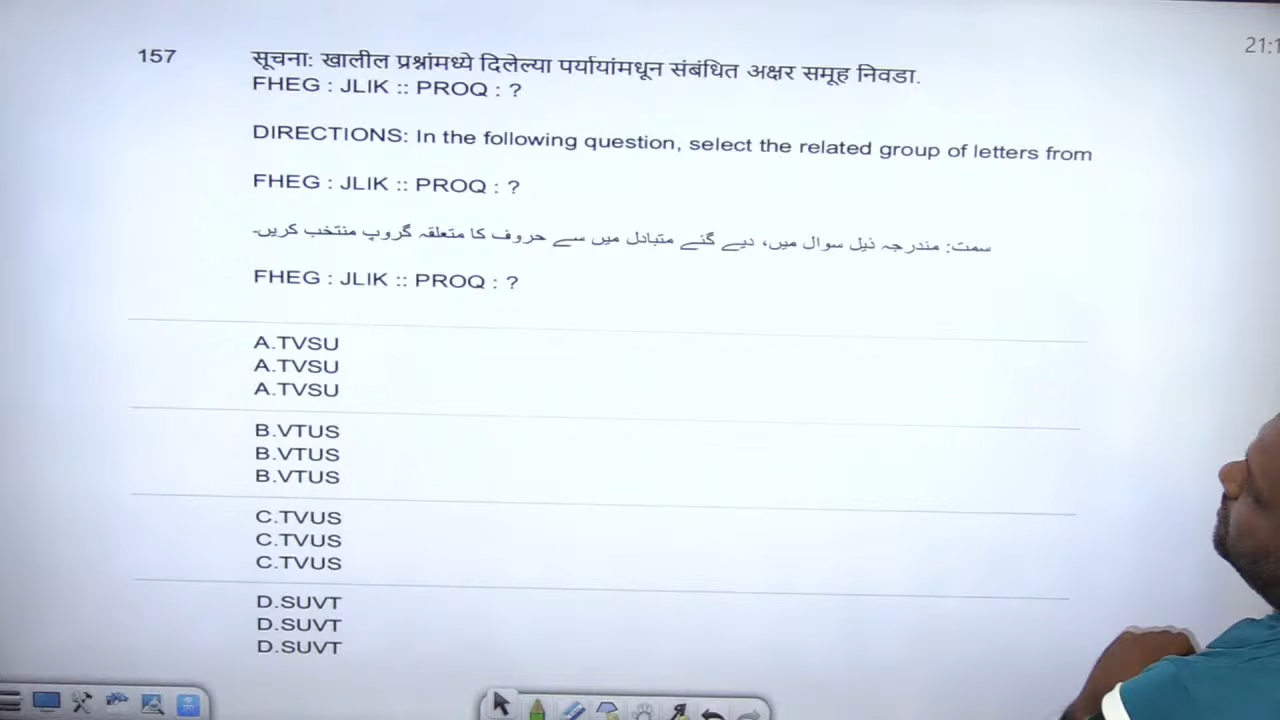 21:1
157
सूचना: खालील प्रश्नांमध्ये दिलेल्या पर्यायांमधून संबंधित अक्षर समूह निवडा.
FHEG : JLIK :: PROQ : ?
DIRECTIONS: In the following question, select the related group of letters from
FHEG : JLIK :: PROQ : ?
سمت: مندرجہ ذیل سوال میں، دیے گئے متبادل میں سے حروف کا متعلقہ گروپ منتخب کریں۔
FHEG : JLIK :: PROQ : ?
A.TVSU
A.TVSU
A.TVSU
B.VTUS
B.VTUS
B.VTUS
C.TVUS
C.TVUS
C.TVUS
D.SUVT
D.SUVT
D.SUVT